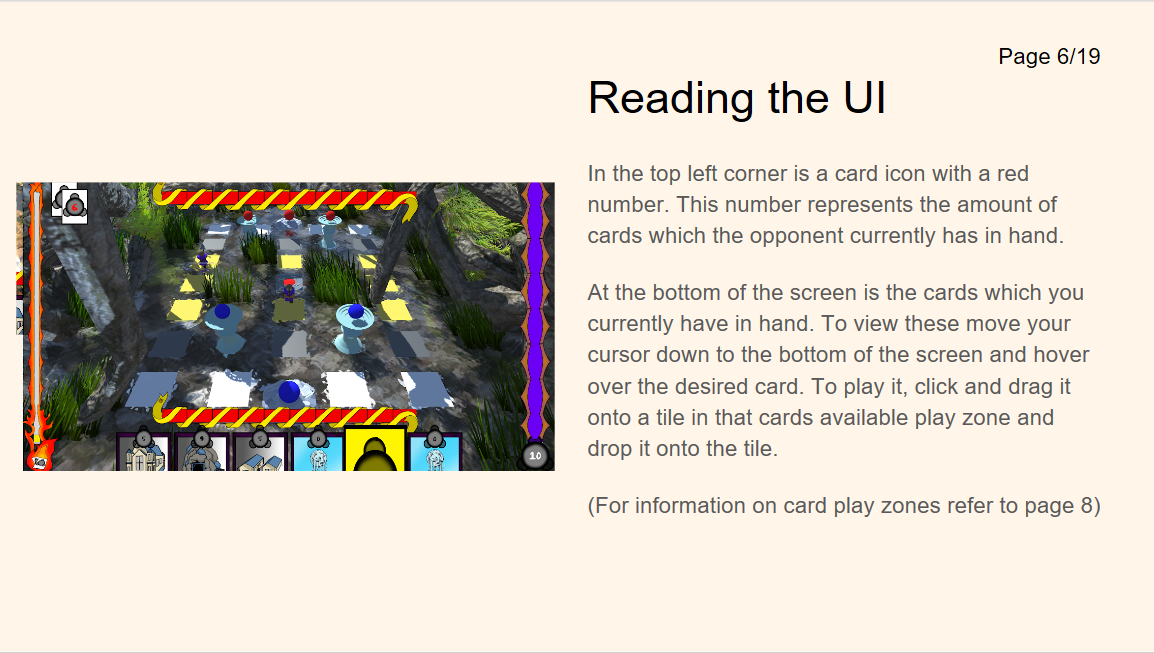 Page 6/19
Reading the UI
In the top left corner is a card icon with a red
number. This number represents the amount of
cards which the opponent currently has in hand.
At the bottom of the screen is the cards which you
currently have in hand. To view these move your
cursor down to the bottom of the screen and hover
over the desired card. To play it, click and drag it
onto a tile in that cards available play zone and
drop it onto the tile.
(For information on card play zones refer to page 8)
6
10